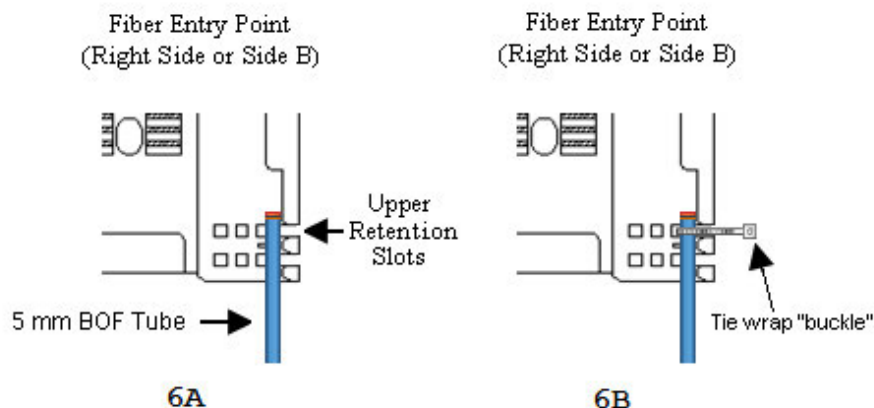 Fiber Entry Point
(Right Side or Side B)
Upper
Retention
Slots
5 mm BOF Tube
6A
Fiber Entry Point
(Right Side or Side B)
Tie wrap "buckle"
6B